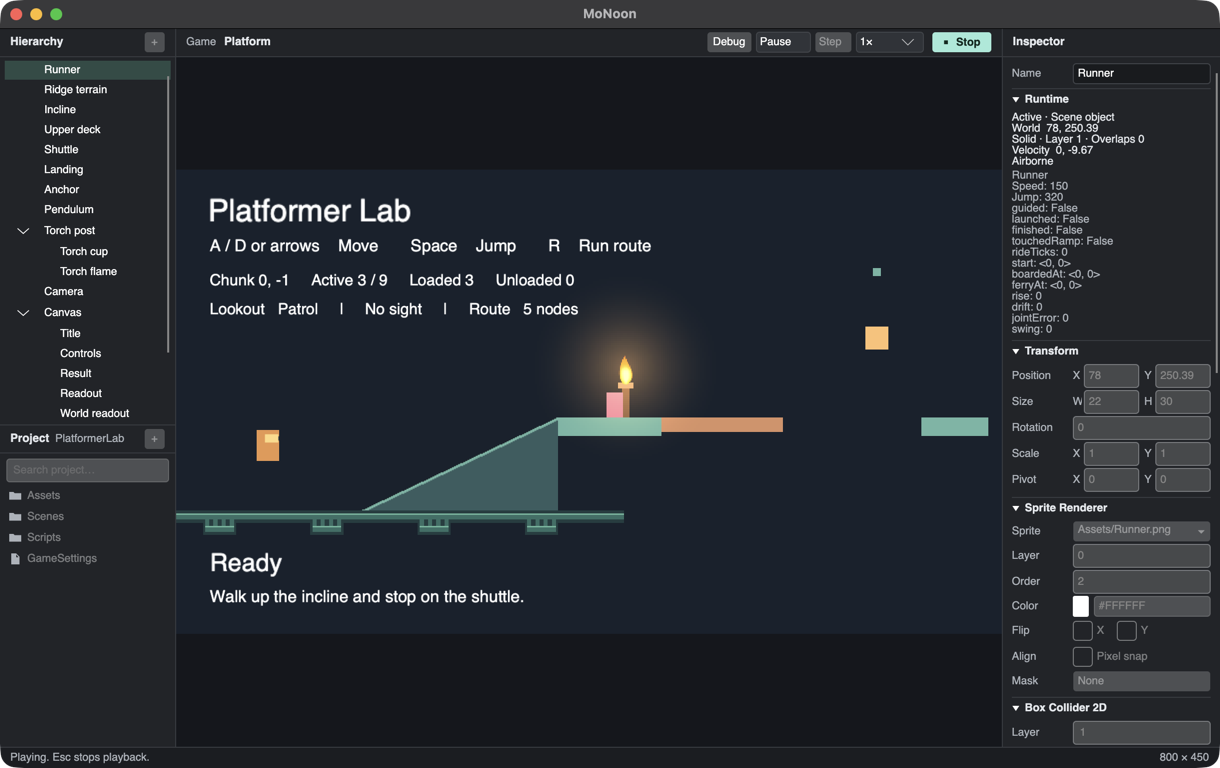 MoNoon
Hierarchy +
Runner
Ridge terrain
Incline
Upper deck
Shuttle
Landing
Anchor
Pendulum
Torch post
Torch cup
Torch flame
Camera
Canvas
Title
Controls
Result
Readout
World readout
Project PlatformerLab +
Search project...
Assets
Scenes
Scripts
GameSettings
Game Platform Debug Pause Step 1× Stop
Platformer Lab
A / D or arrows Move Space Jump R Run route
Chunk 0, -1 Active 3 / 9 Loaded 3 Unloaded 0
Lookout Patrol | No sight | Route 5 nodes
Ready
Walk up the incline and stop on the shuttle.
Inspector
Name Runner
Runtime
Active · Scene object
World 78, 250.39
Solid · Layer 1 · Overlaps 0
Velocity 0, -9.67
Airborne
Runner
Speed: 150
Jump: 320
guided: False
launched: False
finished: False
touchedRamp: False
rideTicks: 0
start: <0, 0>
boardedAt: <0, 0>
ferryAt: <0, 0>
rise: 0
drift: 0
jointError: 0
swing: 0
Transform
Position X 78 Y 250.39
Size W 22 H 30
Rotation 0
Scale X 1 Y 1
Pivot X 0 Y 0
Sprite Renderer
Sprite Assets/Runner.png
Layer 0
Order 2
Color #FFFFFF
Flip X Y
Align Pixel snap
Mask None
Box Collider 2D
Layer 1
Playing. Esc stops playback. 800 × 450